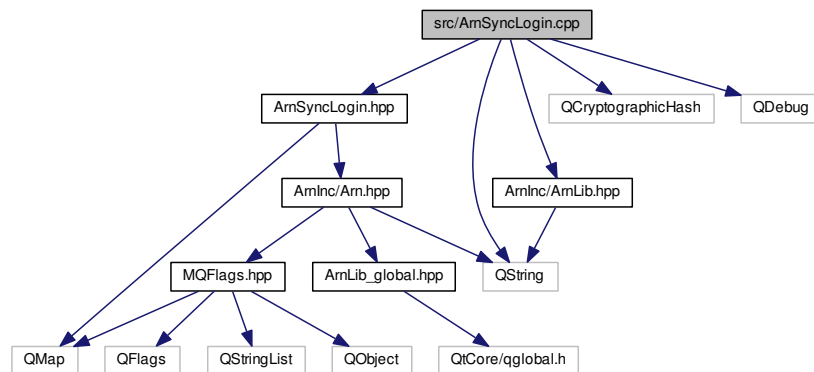 src/ArnSyncLogin.cpp
ArnSyncLogin.hpp
QCryptographicHash
QDebug
ArnInc/Arn.hpp
ArnInc/ArnLib.hpp
MQFlags.hpp
ArnLib_global.hpp
QString
QMap
QFlags
QStringList
QObject
QtCore/qglobal.h